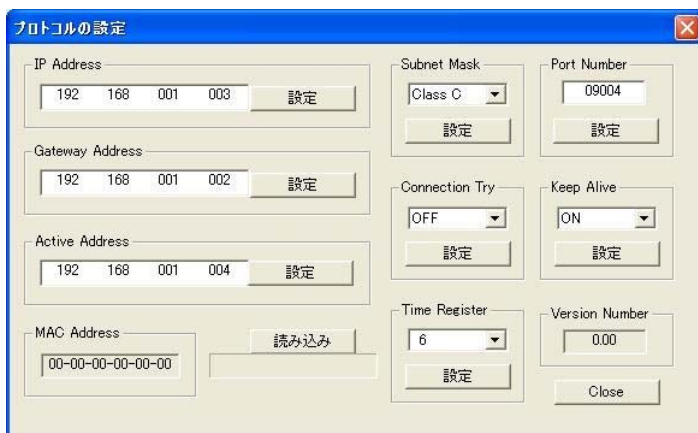 プロトコルの設定
IP Address
192 168 001 003 設定
Gateway Address
192 168 001 002 設定
Active Address
192 168 001 004 設定
MAC Address
00-00-00-00-00-00
読み込み
Subnet Mask
Class C
設定
Port Number
09004
設定
Connection Try
OFF
設定
Keep Alive
ON
設定
Time Register
6
設定
Version Number
0.00
Close